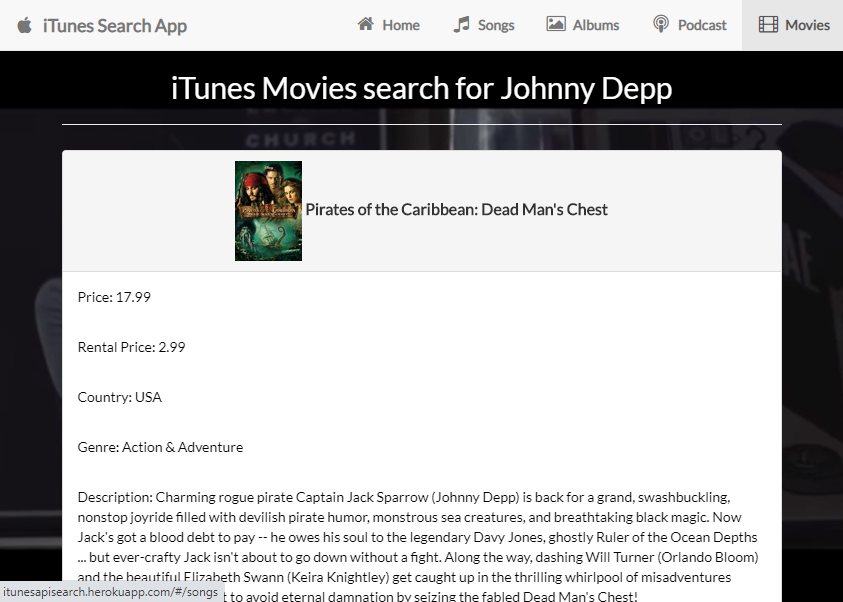 iTunes Search App
Home
Songs
Albums
Podcast
Movies
iTunes Movies search for Johnny Depp
CHURCH
Pirates of the Caribbean: Dead Man's Chest
Price: 17.99
Rental Price: 2.99
Country: USA
Genre: Action & Adventure
Description: Charming rogue pirate Captain Jack Sparrow (Johnny Depp) is back for a grand, swashbuckling,
nonstop joyride filled with devilish pirate humor, monstrous sea creatures, and breathtaking black magic. Now
Jack's got a blood debt to pay -- he owes his soul to the legendary Davy Jones, ghostly Ruler of the Ocean Depths
... but ever-crafty Jack isn't about to go down without a fight. Along the way, dashing Will Turner (Orlando Bloom)
and the beautiful Elizabeth Swann (Keira Knightley) get caught up in the thrilling whirlpool of misadventures
to avoid eternal damnation by seizing the fabled Dead Man's Chest!
itunesapisearch.herokuapp.com/#/songs